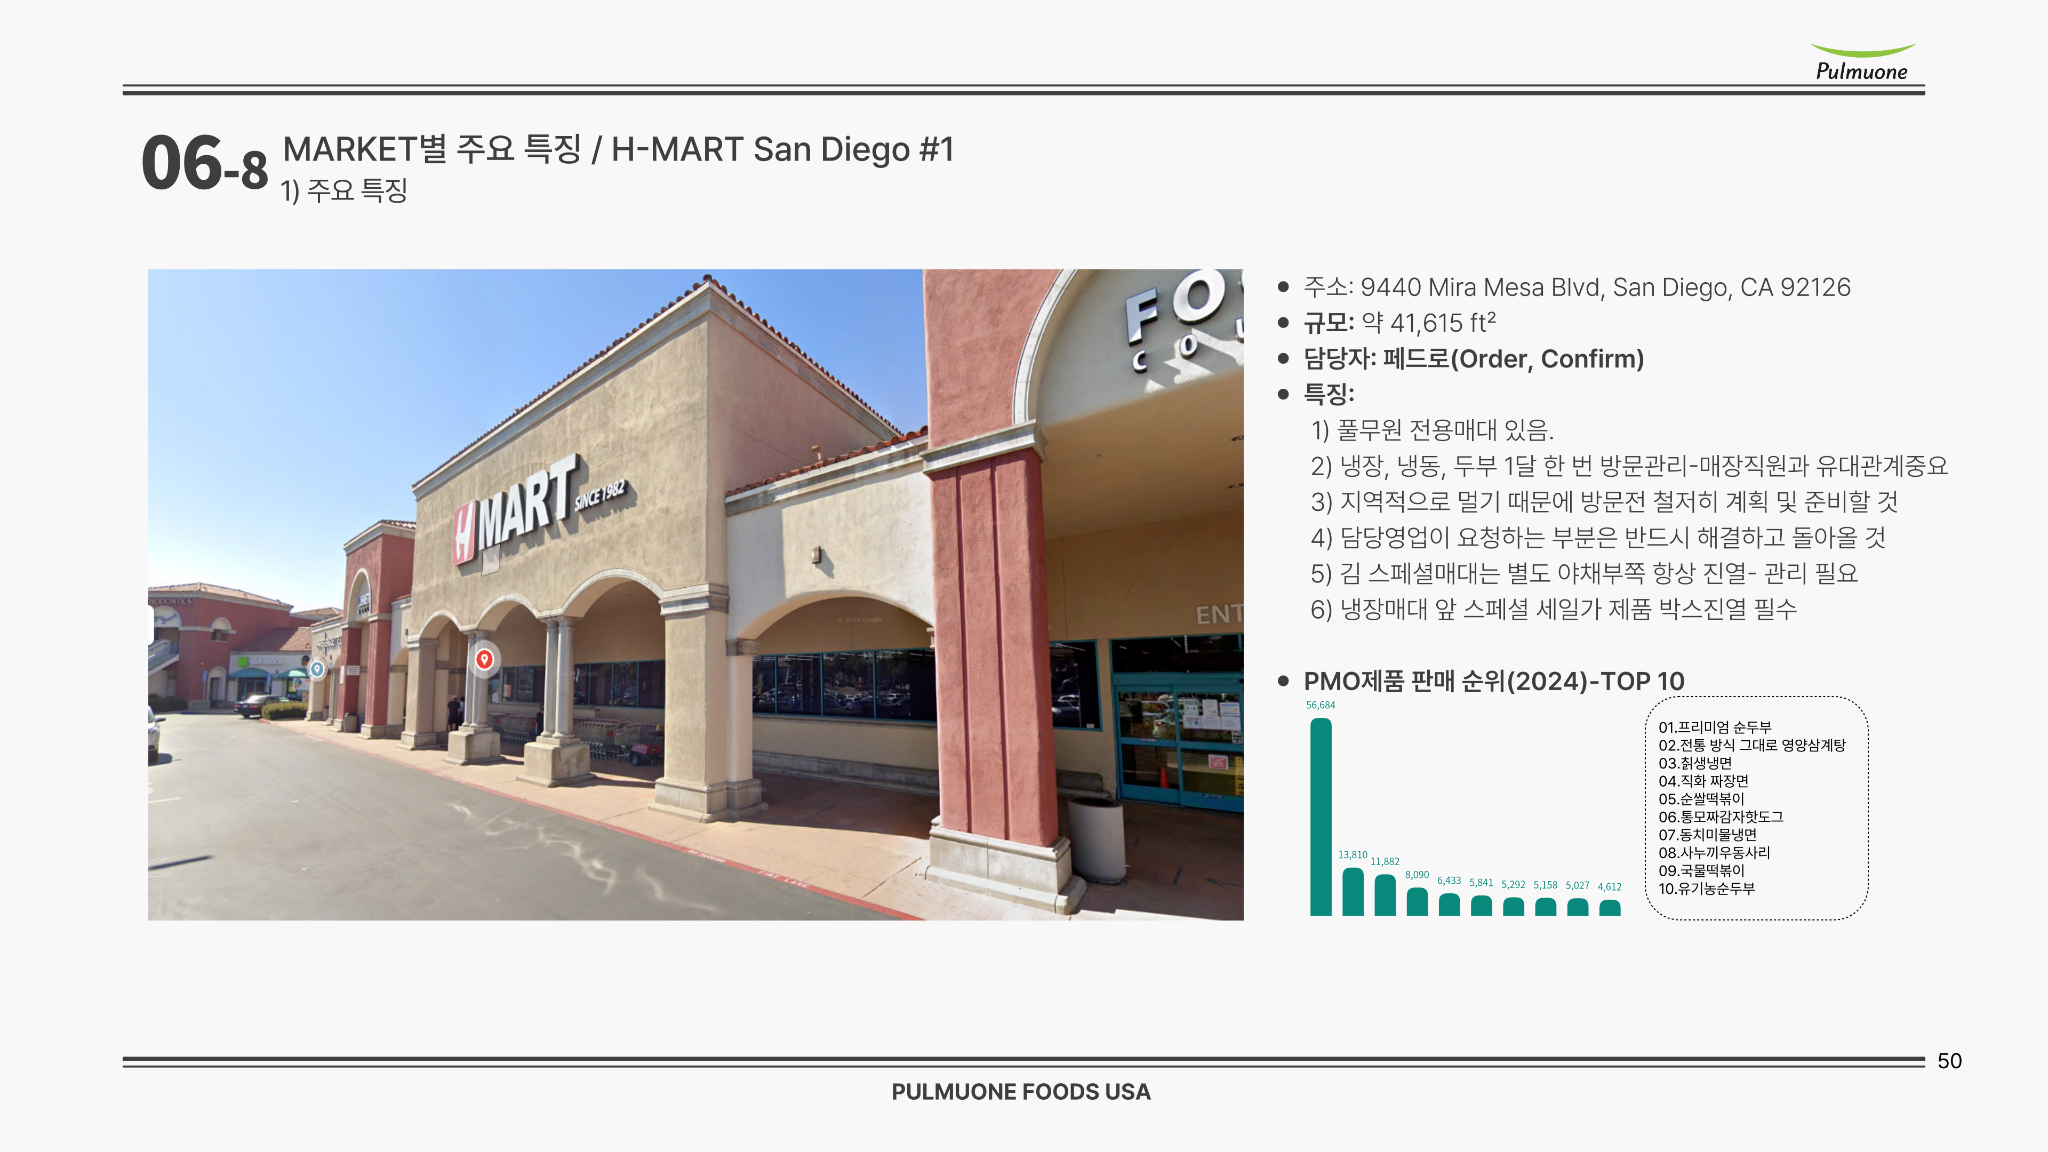 Pulmuone
06-8
MARKET별 주요 특징 / H-MART San Diego #1
1) 주요 특징
H MART SINCE 1982
FO
CO
ENT
주소: 9440 Mira Mesa Blvd, San Diego, CA 92126
규모: 약 41,615 ft²
담당자: 페드로(Order, Confirm)
특징:
1) 풀무원 전용매대 있음.
2) 냉장, 냉동, 두부 1달 한 번 방문관리-매장직원과 유대관계중요
3) 지역적으로 멀기 때문에 방문전 철저히 계획 및 준비할 것
4) 담당영업이 요청하는 부분은 반드시 해결하고 돌아올 것
5) 김 스페셜매대는 별도 야채부쪽 항상 진열- 관리 필요
6) 냉장매대 앞 스페셜 세일가 제품 박스진열 필수
PMO제품 판매 순위(2024)-TOP 10
56,684
13,810
11,882
8,090
6,433
5,841
5,292
5,158
5,027
4,612
01.프리미엄 순두부
02.전통 방식 그대로 영양삼계탕
03.칡생냉면
04.직화 짜장면
05.순쌀떡볶이
06.통모짜감자핫도그
07.동치미물냉면
08.사누끼우동사리
09.국물떡볶이
10.유기농순두부
50
PULMUONE FOODS USA